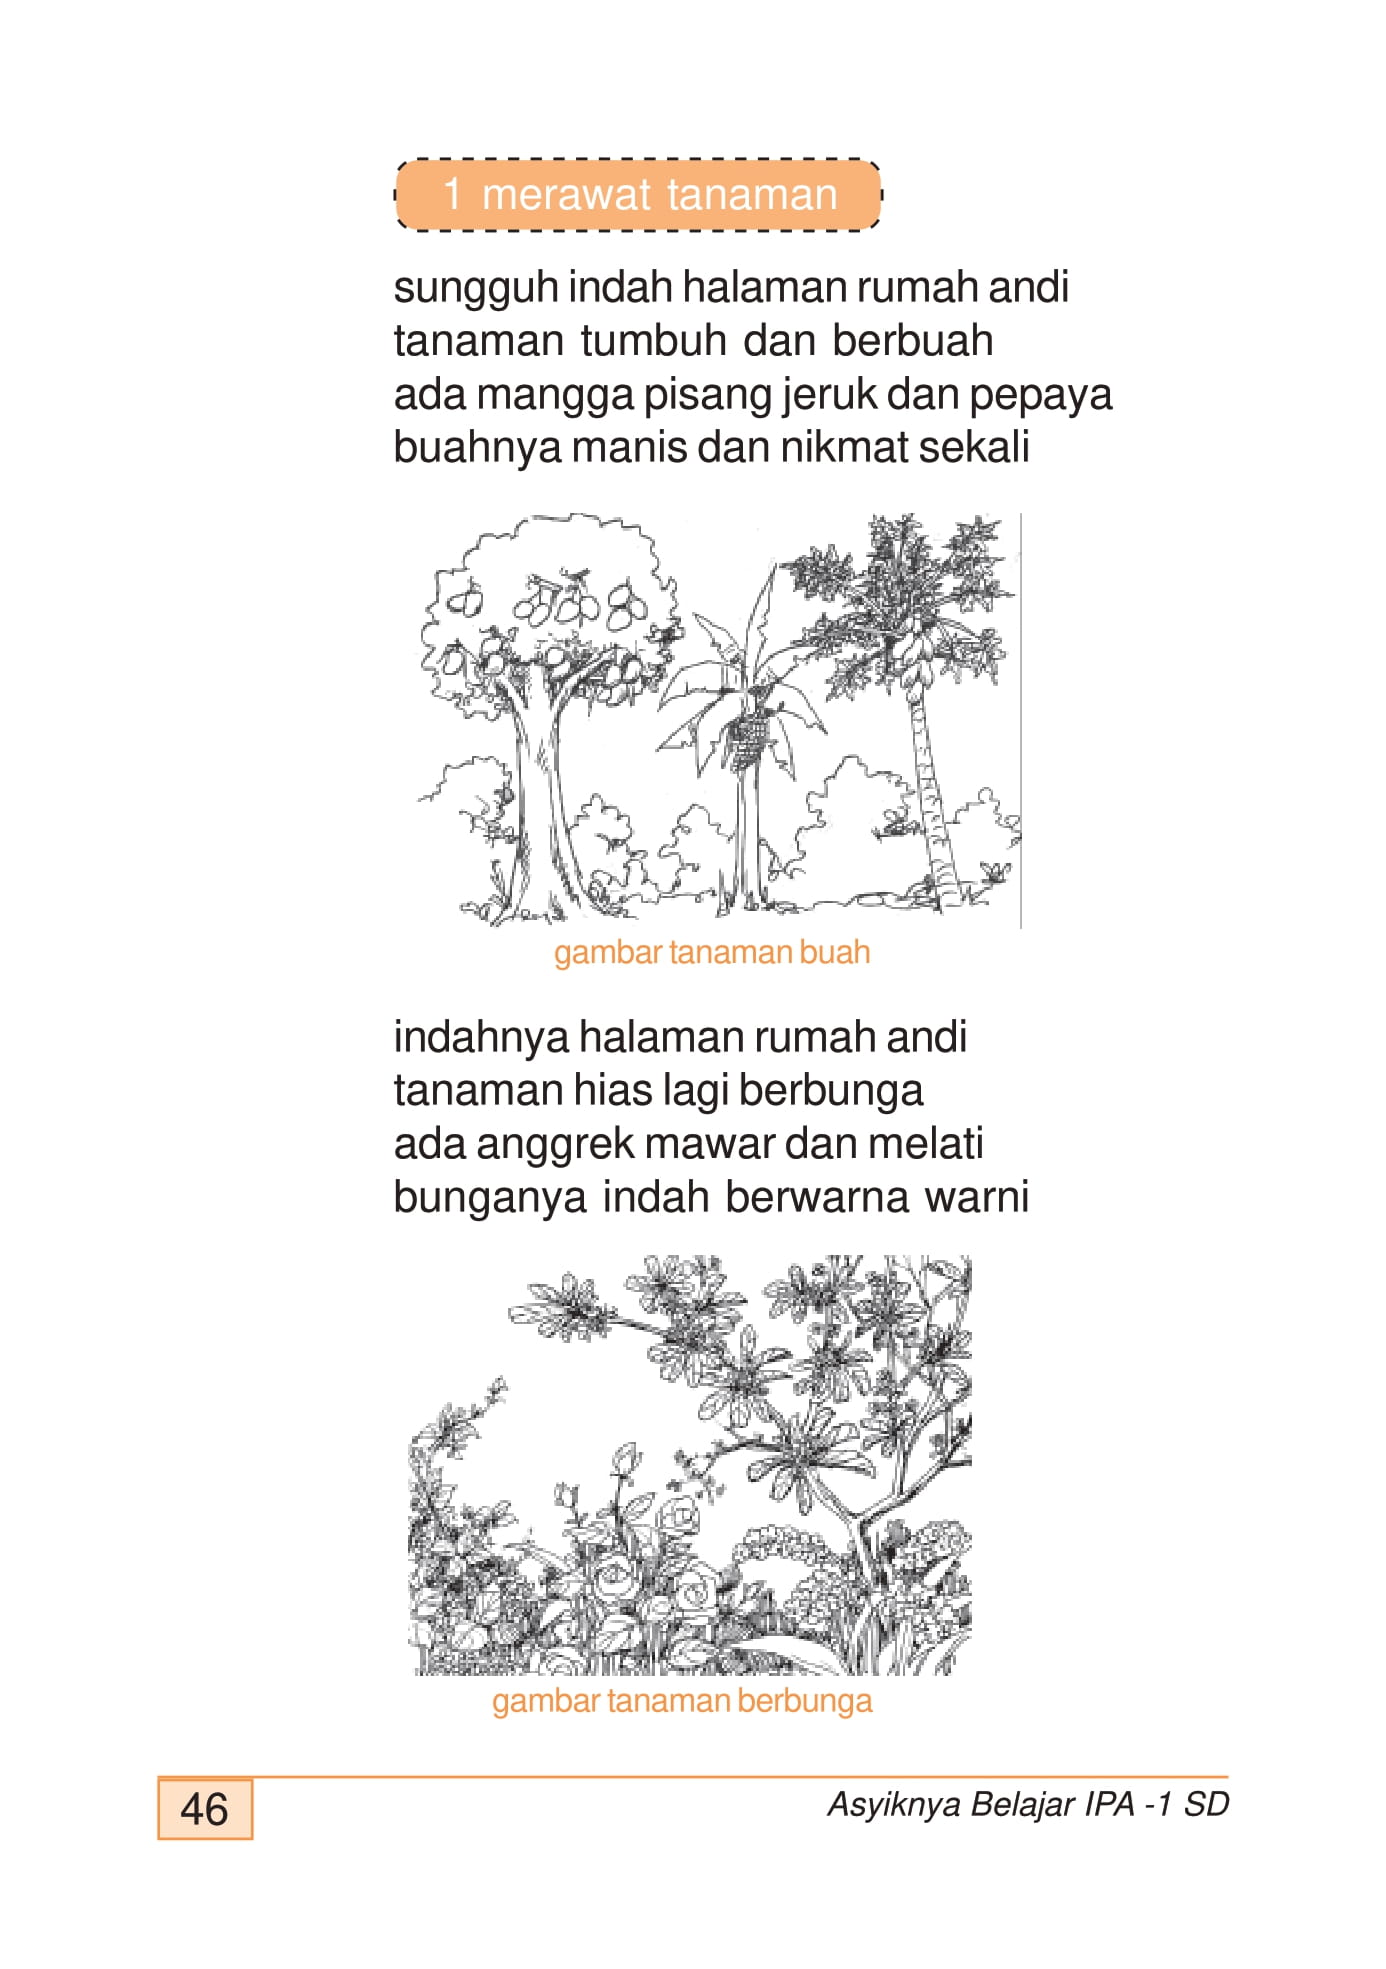 1 merawat tanaman
sungguh indah halaman rumah andi
tanaman tumbuh dan berbuah
ada mangga pisang jeruk dan pepaya
buahnya manis dan nikmat sekali
gambar tanaman buah
indahnya halaman rumah andi
tanaman hias lagi berbunga
ada anggrek mawar dan melati
bunganya indah berwarna warni
gambar tanaman berbunga
46
Asyiknya Belajar IPA -1 SD